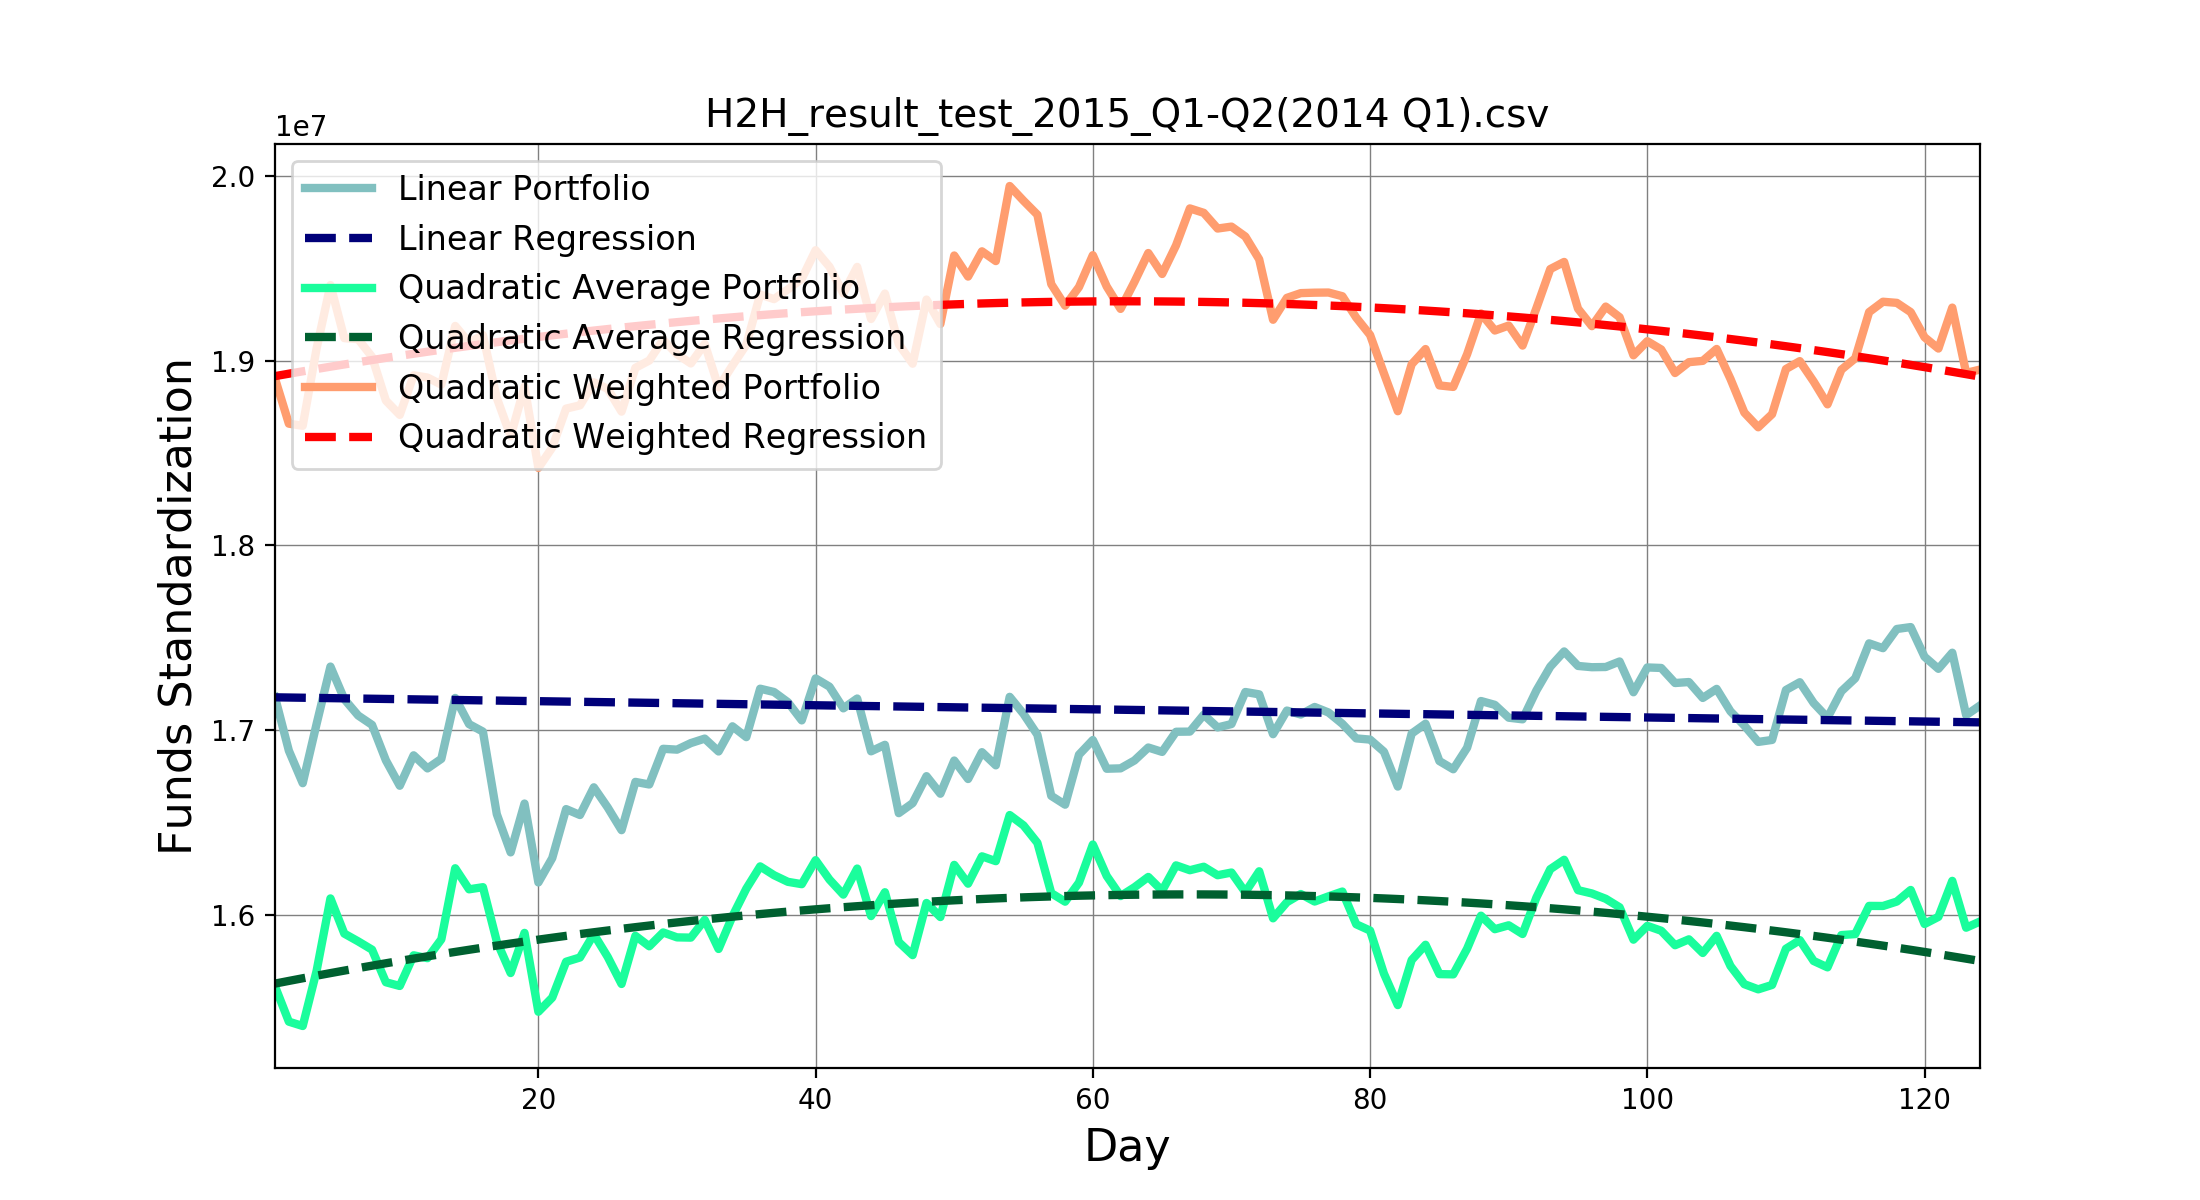 H2H_result_test_2015_Q1-Q2(2014 Q1).csv
1e7
Linear Portfolio
Linear Regression
Quadratic Average Portfolio
Quadratic Average Regression
Quadratic Weighted Portfolio
Quadratic Weighted Regression
2.0
1.9
1.8
1.7
1.6
Funds Standardization
20 40 60 80 100 120
Day